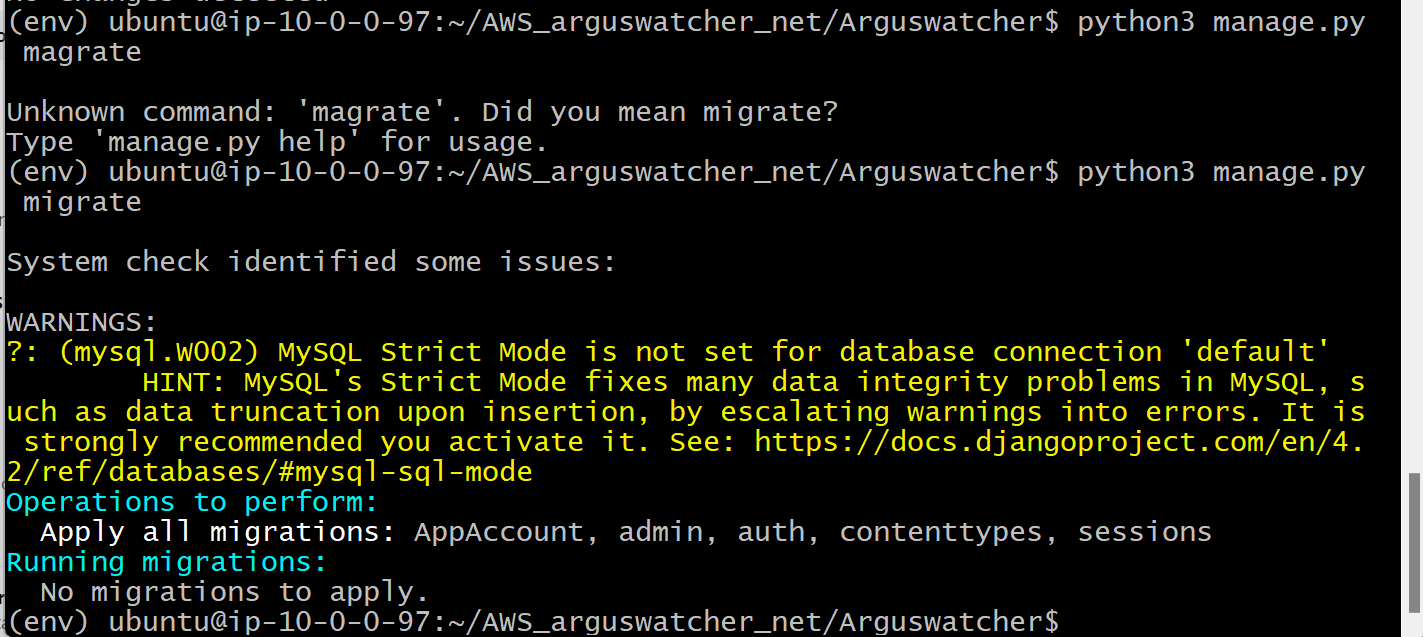 (env) ubuntu@ip-10-0-0-97:~/AWS_arguswatcher_net/Arguswatcher$ python3 manage.py
 magrate
Unknown command: 'magrate'. Did you mean migrate?
Type 'manage.py help' for usage.
(env) ubuntu@ip-10-0-0-97:~/AWS_arguswatcher_net/Arguswatcher$ python3 manage.py
 migrate
System check identified some issues:
WARNINGS:
?: (mysql.W002) MySQL Strict Mode is not set for database connection 'default'
        HINT: MySQL's Strict Mode fixes many data integrity problems in MySQL, s
uch as data truncation upon insertion, by escalating warnings into errors. It is
 strongly recommended you activate it. See: https://docs.djangoproject.com/en/4.
2/ref/databases/#mysql-sql-mode
Operations to perform:
  Apply all migrations: AppAccount, admin, auth, contenttypes, sessions
Running migrations:
  No migrations to apply.
(env) ubuntu@ip-10-0-0-97:~/AWS_arguswatcher_net/Arguswatcher$